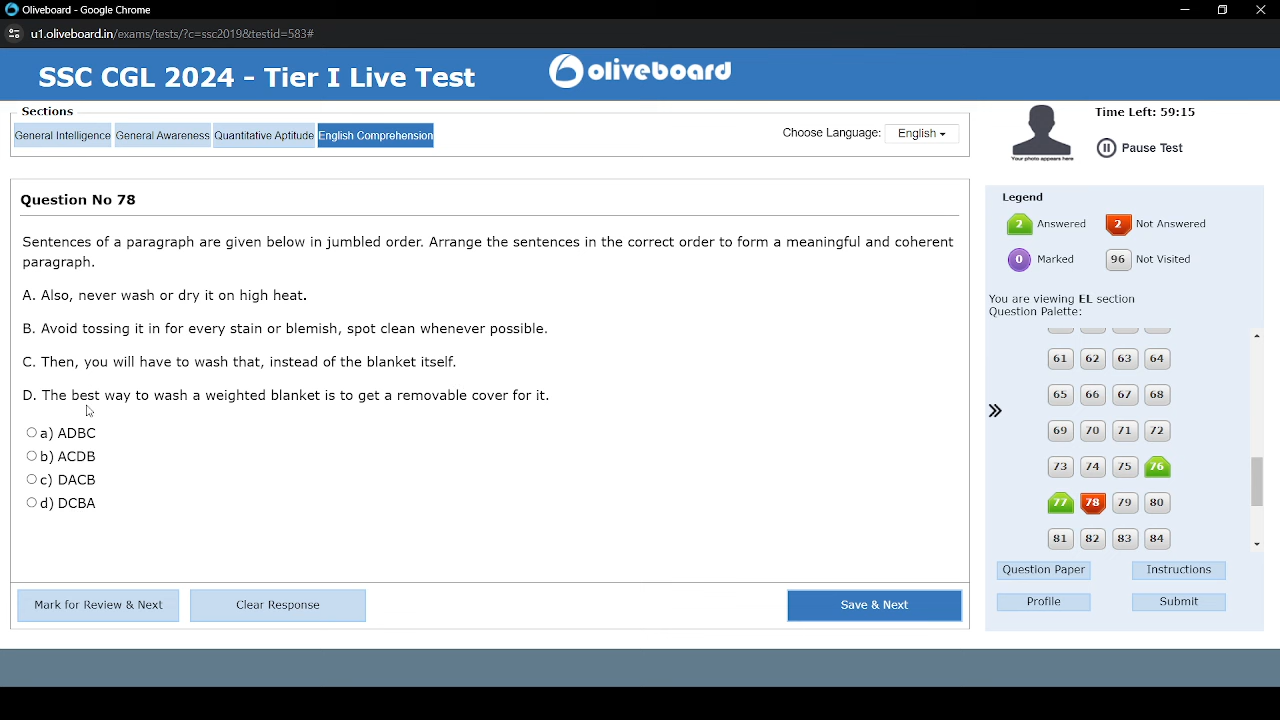 Oliveboard - Google Chrome
u1.oliveboard.in/exams/tests/?c=ssc2019&testid=583#
SSC CGL 2024 - Tier I Live Test
oliveboard
Sections
General Intelligence General Awareness Quantitative Aptitude English Comprehension
Choose Language: English
Your photo appears here
Time Left: 59:15
Pause Test
Question No 78
Sentences of a paragraph are given below in jumbled order. Arrange the sentences in the correct order to form a meaningful and coherent
paragraph.
A. Also, never wash or dry it on high heat.
B. Avoid tossing it in for every stain or blemish, spot clean whenever possible.
C. Then, you will have to wash that, instead of the blanket itself.
D. The best way to wash a weighted blanket is to get a removable cover for it.
a) ADBC
b) ACDB
c) DACB
d) DCBA
Mark for Review & Next
Clear Response
Save & Next
Legend
2 Answered 2 Not Answered
0 Marked 96 Not Visited
You are viewing EL section
Question Palette:
61 62 63 64
65 66 67 68
69 70 71 72
73 74 75 76
77 78 79 80
81 82 83 84
Question Paper Instructions
Profile Submit